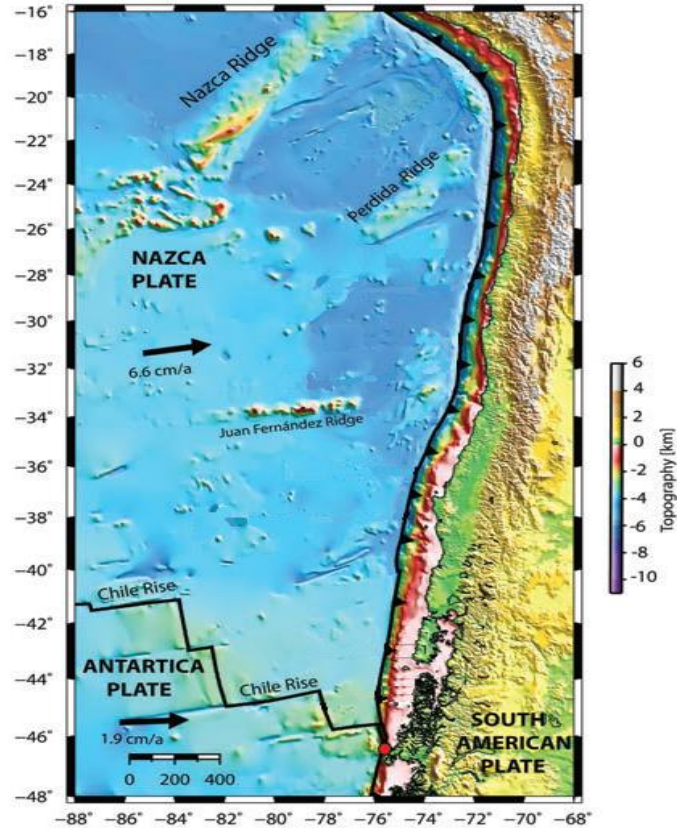 −16°
−18°
−20°
−22°
−24°
−26°
−28°
−30°
−32°
−34°
−36°
−38°
−40°
−42°
−44°
−46°
−48°
Nazca Ridge
Perdida Ridge
NAZCA
PLATE
6.6 cm/a
Juan Fernández Ridge
Chile Rise
ANTARTICA
PLATE
Chile Rise
1.9 cm/a
0 200 400
SOUTH
AMERICAN
PLATE
−88° −86° −84° −82° −80° −78° −76° −74° −72° −70° −68°
6
4
2
0
−2
−4
−6
−8
−10
Topography [km]